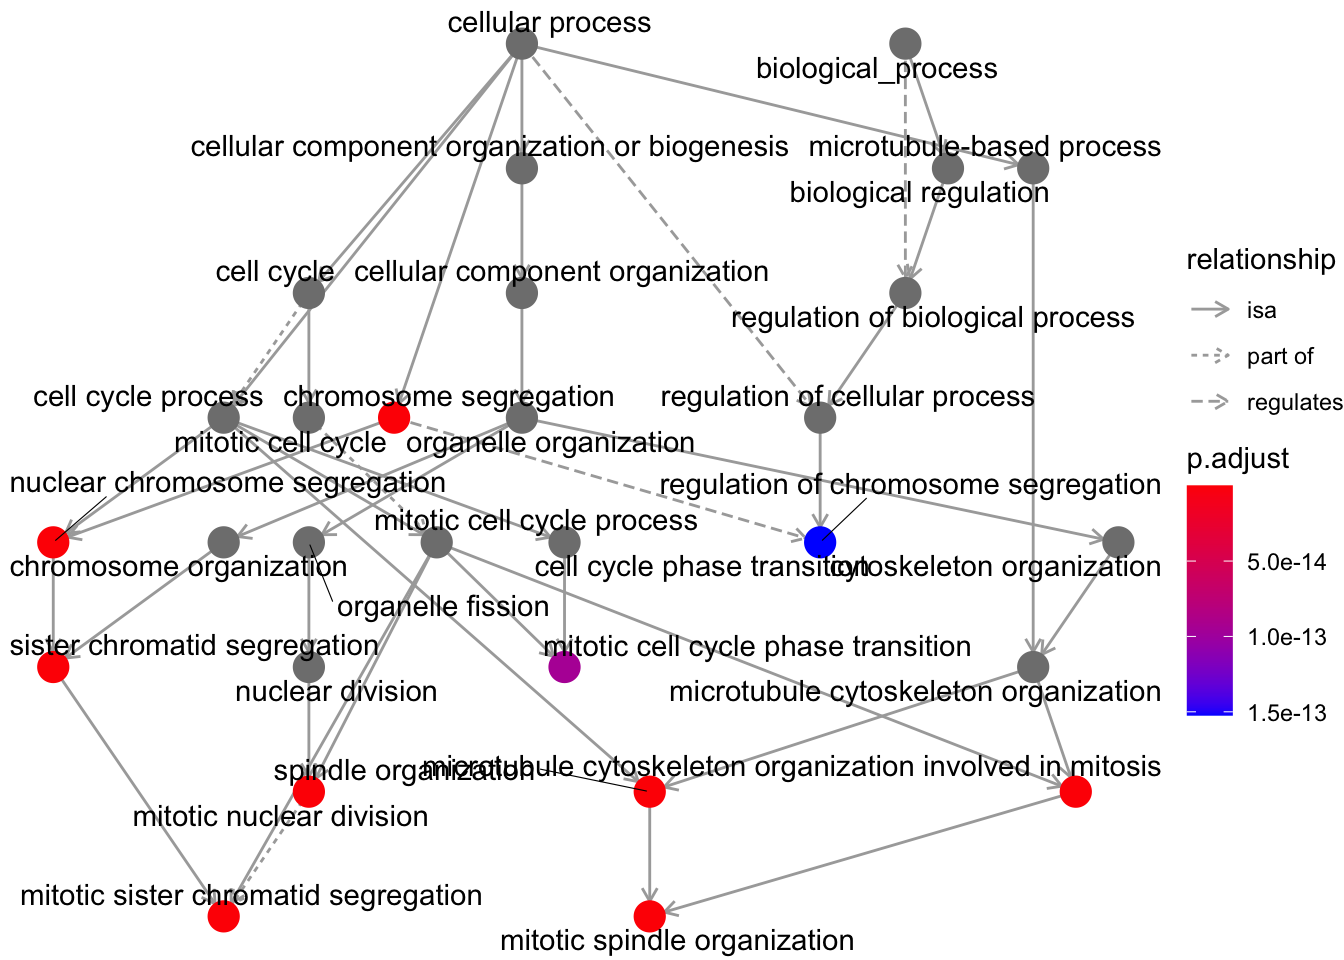 cellular process
biological_process
cellular component organization or biogenesis
microtubule-based process
biological regulation
cell cycle
cellular component organization
regulation of biological process
cell cycle process
chromosome segregation
regulation of cellular process
mitotic cell cycle
organelle organization
nuclear chromosome segregation
regulation of chromosome segregation
mitotic cell cycle process
chromosome organization
cell cycle phase transition
cytoskeleton organization
organelle fission
sister chromatid segregation
mitotic cell cycle phase transition
nuclear division
microtubule cytoskeleton organization
spindle organization
microtubule cytoskeleton organization involved in mitosis
mitotic nuclear division
mitotic sister chromatid segregation
mitotic spindle organization
relationship
isa
part of
regulates
p.adjust
5.0e-14
1.0e-13
1.5e-13